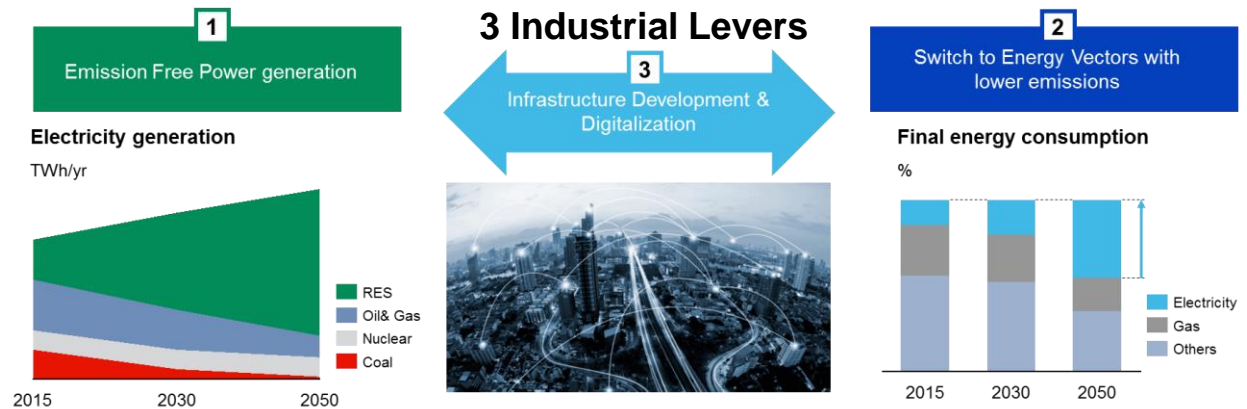 3 Industrial Levers
1
Emission Free Power generation
3
Infrastructure Development &
Digitalization
2
Switch to Energy Vectors with
lower emissions
Electricity generation
TWh/yr
RES
Oil& Gas
Nuclear
Coal
2015 2030 2050
Final energy consumption
%
Electricity
Gas
Others
2015 2030 2050